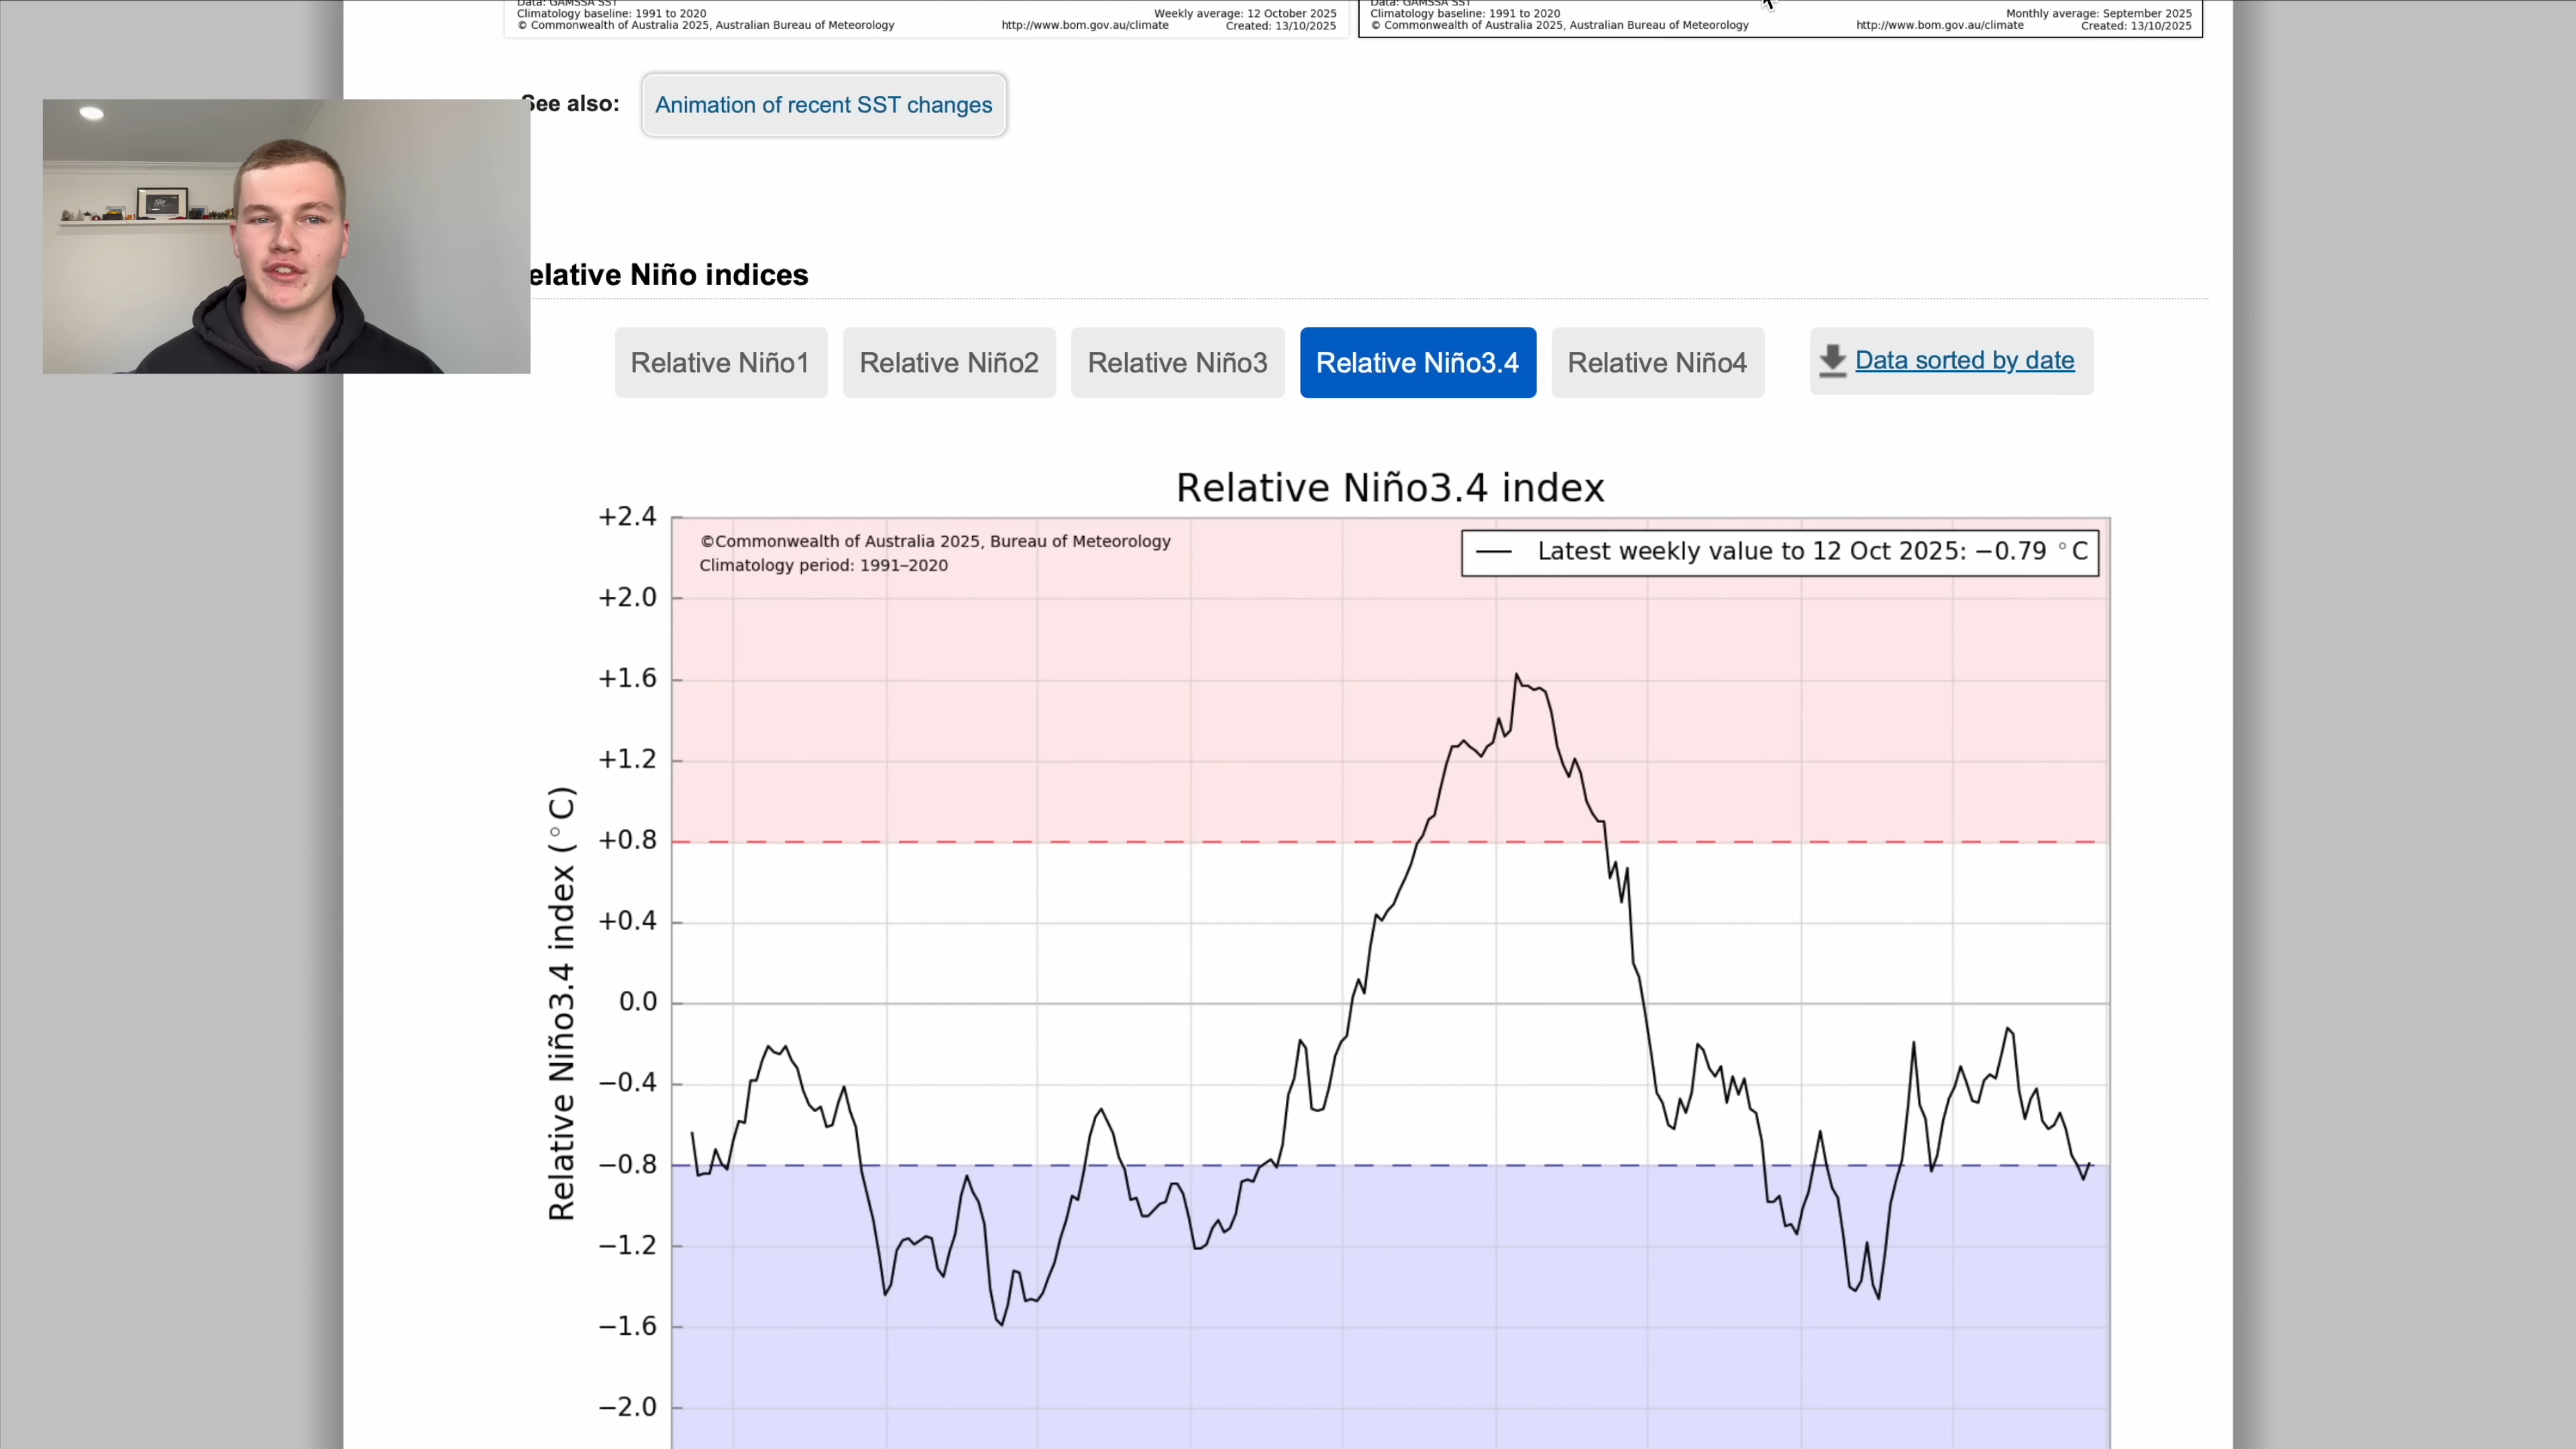 Data: GAMSSA SST
Climatology baseline: 1991 to 2020
Weekly average: 12 October 2025
© Commonwealth of Australia 2025, Australian Bureau of Meteorology
http://www.bom.gov.au/climate
Created: 13/10/2025
Data: GAMSSA SST
Climatology baseline: 1991 to 2020
Monthly average: September 2025
© Commonwealth of Australia 2025, Australian Bureau of Meteorology
http://www.bom.gov.au/climate
Created: 13/10/2025
See also:
Animation of recent SST changes
elative Niño indices
Relative Niño1
Relative Niño2
Relative Niño3
Relative Niño3.4
Relative Niño4
Data sorted by date
Relative Niño3.4 index
©Commonwealth of Australia 2025, Bureau of Meteorology
Climatology period: 1991–2020
Latest weekly value to 12 Oct 2025: −0.79 °C
Relative Niño3.4 index (°C)
+2.4
+2.0
+1.6
+1.2
+0.8
+0.4
0.0
−0.4
−0.8
−1.2
−1.6
−2.0